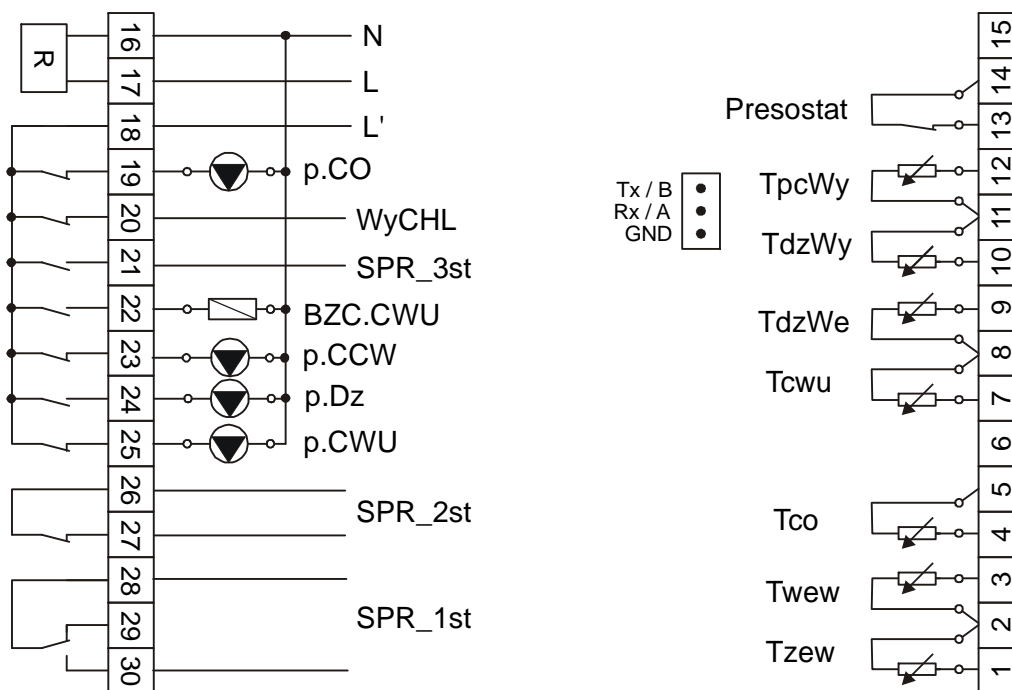 R
16
17
18
19
20
21
22
23
24
25
26
27
28
29
30
N
L
L'
p.CO
WyCHL
SPR_3st
BZC.CWU
p.CCW
p.Dz
p.CWU
SPR_2st
SPR_1st
Tx / B
Rx / A
GND
Presostat
TpcWy
TdzWy
TdzWe
Tcwu
Tco
Twew
Tzew
15
14
13
12
11
10
9
8
7
6
5
4
3
2
1